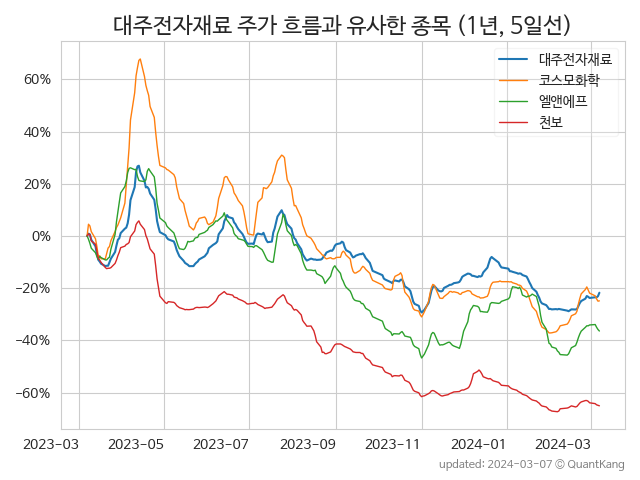 대주전자재료 주가 흐름과 유사한 종목 (1년, 5일선)
대주전자재료
코스모화학
엘앤에프
천보
60%
40%
20%
0%
−20%
−40%
−60%
2023-03 2023-05 2023-07 2023-09 2023-11 2024-01 2024-03
updated: 2024-03-07 © QuantKang